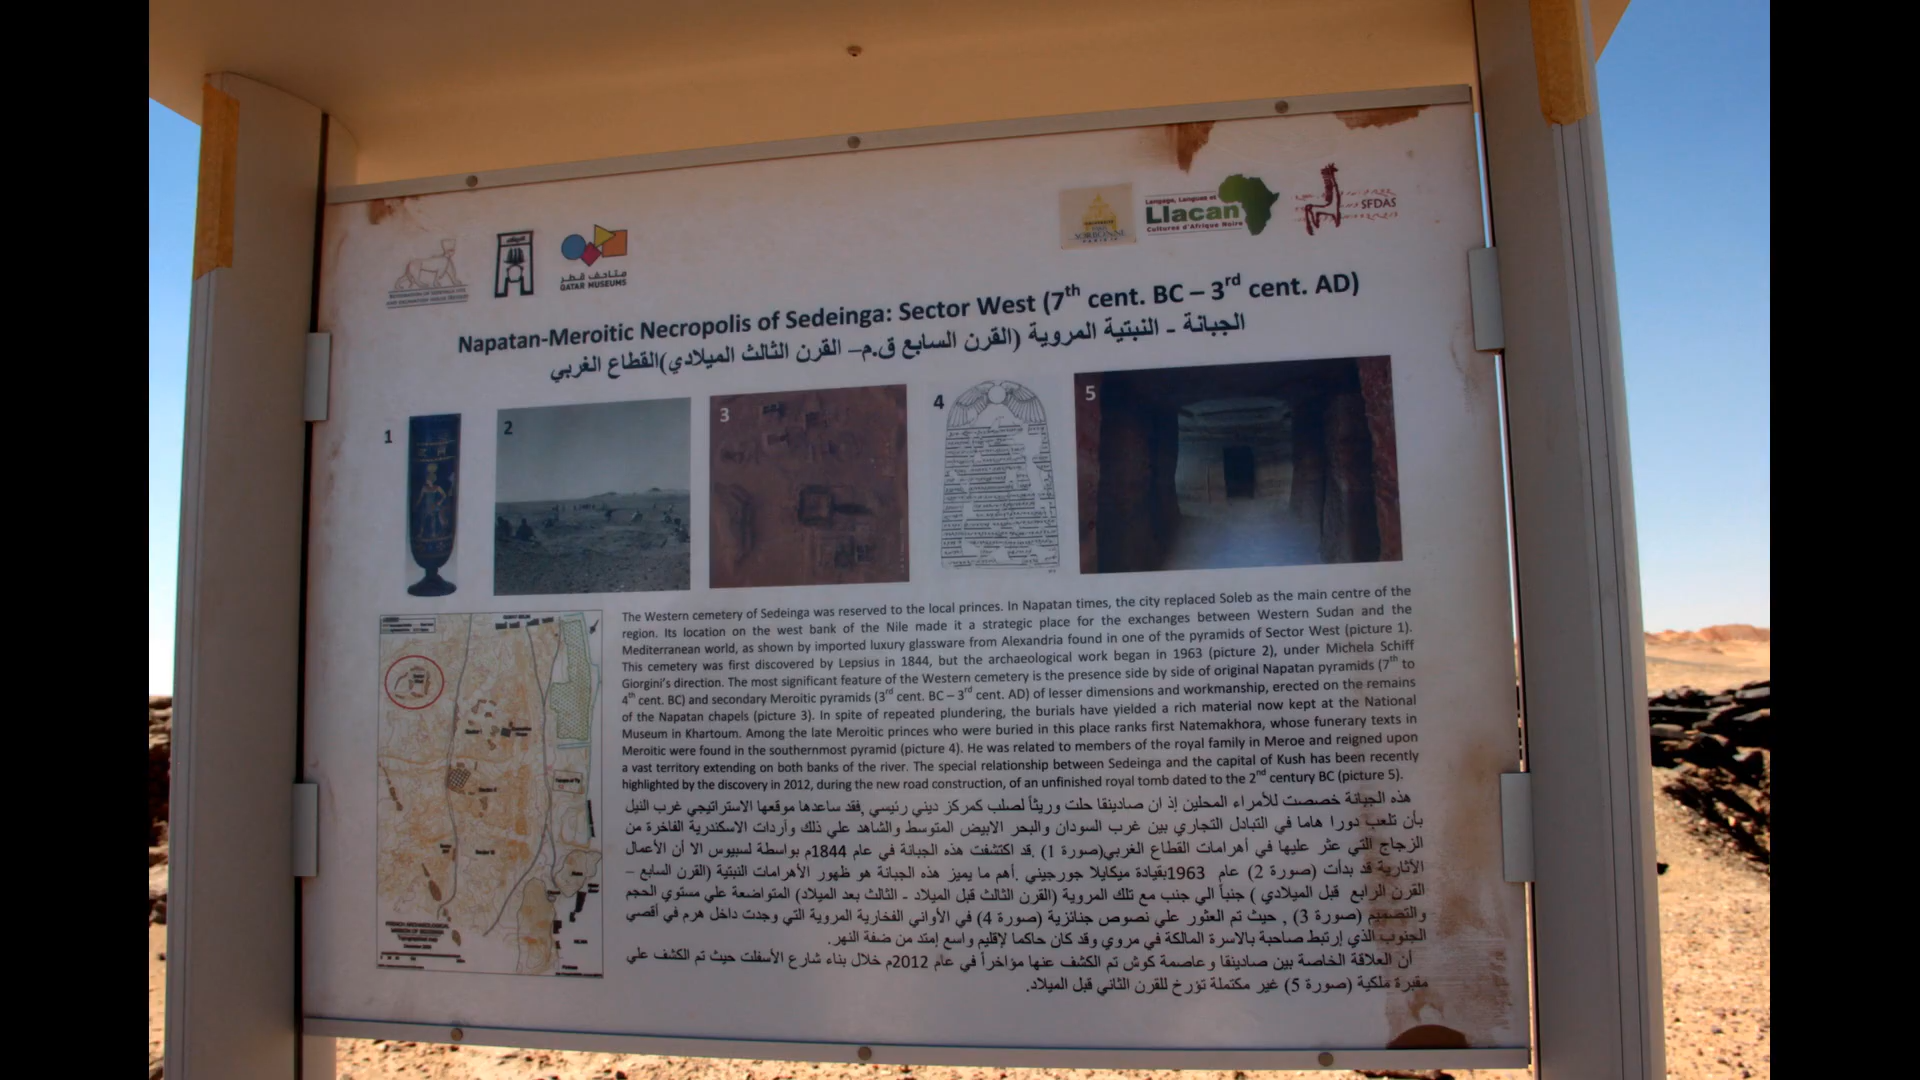 متاحف قطر
QATAR MUSEUMS
SORBONNE
Langage, Langues et
Llacan
Cultures d'Afrique Noire
SFDAS
Napatan-Meroitic Necropolis of Sedeinga: Sector West (7th cent. BC – 3rd cent. AD)
الجبانة - النبتية المروية (القرن السابع ق.م– القرن الثالث الميلادي)القطاع الغربي
1
2
3
4
5
The Western cemetery of Sedeinga was reserved to the local princes. In Napatan times, the city replaced Soleb as the main centre of the
region. Its location on the west bank of the Nile made it a strategic place for the exchanges between Western Sudan and the
Mediterranean world, as shown by imported luxury glassware from Alexandria found in one of the pyramids of Sector West (picture 1).
This cemetery was first discovered by Lepsius in 1844, but the archaeological work began in 1963 (picture 2), under Michela Schiff
Giorgini's direction. The most significant feature of the Western cemetery is the presence side by side of original Napatan pyramids (7th to
4th cent. BC) and secondary Meroitic pyramids (3rd cent. BC – 3rd cent. AD) of lesser dimensions and workmanship, erected on the remains
of the Napatan chapels (picture 3). In spite of repeated plundering, the burials have yielded a rich material now kept at the National
Museum in Khartoum. Among the late Meroitic princes who were buried in this place ranks first Natemakhora, whose funerary texts in
Meroitic were found in the southernmost pyramid (picture 4). He was related to members of the royal family in Meroe and reigned upon
a vast territory extending on both banks of the river. The special relationship between Sedeinga and the capital of Kush has been recently
highlighted by the discovery in 2012, during the new road construction, of an unfinished royal tomb dated to the 2nd century BC (picture 5).
هذه الجبانة خصصت للأمراء المحلين إذ ان صادينقا حلت وريثاً لصلب كمركز ديني رئيسي ,فقد ساعدها موقعها الاستراتيجي غرب النيل
بأن تلعب دورا هاما في التبادل التجاري بين غرب السودان والبحر الابيض المتوسط والشاهد علي ذلك وأردات الاسكندرية الفاخرة من
الزجاج التي عثر عليها في أهرامات القطاع الغربي(صورة 1) .قد اكتشفت هذه الجبانة في عام 1844م بواسطة لسبيوس الا أن الأعمال
الآثارية قد بدأت (صورة 2) عام 1963بقيادة ميكايلا جورجيني .أهم ما يميز هذه الجبانة هو ظهور الأهرامات النبتية (القرن السابع –
القرن الرابع قبل الميلادي ) جنباً الي جنب مع تلك المروية (القرن الثالث قبل الميلاد - الثالث بعد الميلاد) المتواضعة علي مستوي الحجم
والتصميم (صورة 3) , حيث تم العثور علي نصوص جنائزية (صورة 4) في الأواني الفخارية المروية التي وجدت داخل هرم في أقصي
الجنوب الذي إرتبط صاحبة بالاسرة المالكة في مروي وقد كان حاكما لإقليم واسع إمتد من ضفة النهر.
أن العلاقة الخاصة بين صادينقا وعاصمة كوش تم الكشف عنها مؤاخراً في عام 2012م خلال بناء شارع الأسفلت حيث تم الكشف علي
مقبرة ملكية (صورة 5) غير مكتملة تؤرخ للقرن الثاني قبل الميلاد.